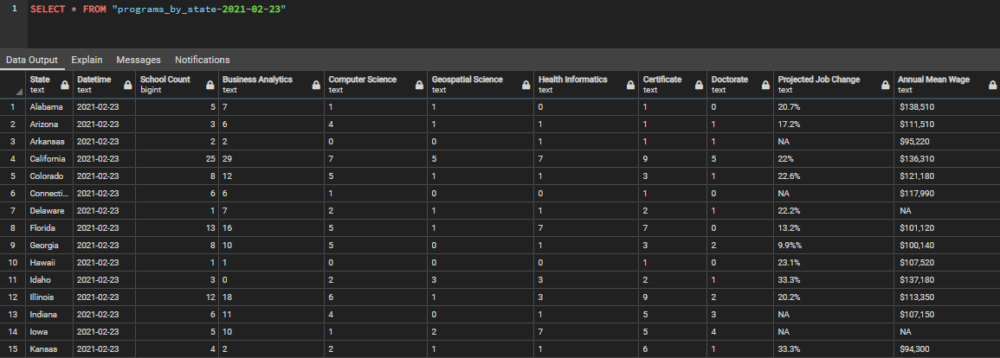 1 SELECT * FROM "programs_by_state-2021-02-23"
Data Output Explain Messages Notifications
State Datetime School Count Business Analytics Computer Science Geospatial Science Health Informatics Certificate Doctorate Projected Job Change Annual Mean Wage
text text bigint text text text text text text text text
1 Alabama 2021-02-23 5 7 1 1 0 1 0 20.7% $138,510
2 Arizona 2021-02-23 3 6 4 1 1 1 1 17.2% $111,510
3 Arkansas 2021-02-23 2 2 0 0 1 1 1 NA $95,220
4 California 2021-02-23 25 29 7 5 7 9 5 22% $136,310
5 Colorado 2021-02-23 8 12 5 1 1 3 1 22.6% $121,180
6 Connecti... 2021-02-23 6 6 1 0 0 1 0 NA $117,990
7 Delaware 2021-02-23 1 7 2 1 1 2 1 22.2% NA
8 Florida 2021-02-23 13 16 5 1 7 7 0 13.2% $101,120
9 Georgia 2021-02-23 8 10 5 0 1 3 2 9.9%% $100,140
10 Hawaii 2021-02-23 1 1 0 0 0 1 0 23.1% $107,520
11 Idaho 2021-02-23 3 0 2 3 3 2 1 33.3% $137,180
12 Illinois 2021-02-23 12 18 6 1 3 9 2 20.2% $113,350
13 Indiana 2021-02-23 6 11 4 0 1 5 3 NA $107,150
14 Iowa 2021-02-23 5 10 1 2 7 5 4 NA NA
15 Kansas 2021-02-23 4 2 2 1 1 6 1 33.3% $94,300